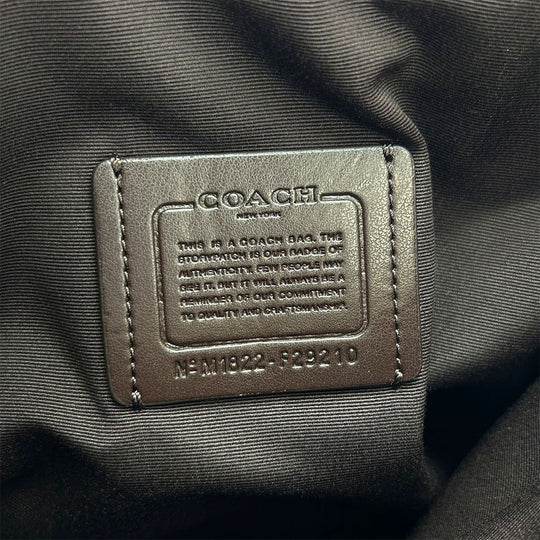 COACH
NEW YORK
THIS IS A COACH BAG. THE
STORYPATCH IS OUR BADGE OF
AUTHENTICITY. FEW PEOPLE MAY
SEE IT, BUT IT WILL ALWAYS BE A
REMINDER OF OUR COMMITMENT
TO QUALITY AND CRAFTSMANSHIP.
Nº M1822-F29210